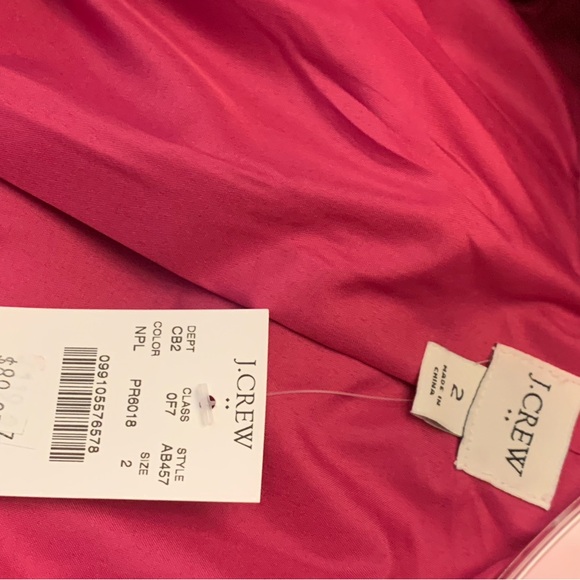 J.CREW
DEPT CLASS STYLE
CB2 0F7 AB457
COLOR SIZE
NPL PR6018 2
099105576578
J.CREW
2
MADE IN
CHINA